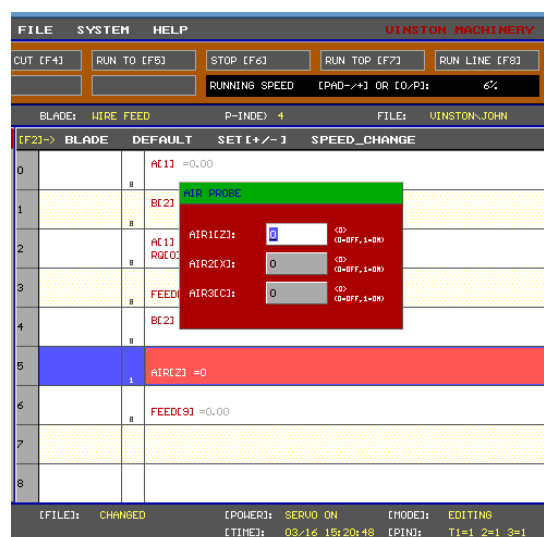 FILE SYSTEM HELP VINSTON MACHINERY
CUT [F4] RUN TO [F5] STOP [F6] RUN TOP [F7] RUN LINE [F8]
RUNNING SPEED [PAD-/+] OR [O/P]: 6%
BLADE: WIRE FEED P-INDE> 4 FILE: VINSTON\JOHN
[F2]-> BLADE DEFAULT SET[+/-] SPEED_CHANGE
0 A[1] =0.00
8
AIR PROBE
1 B[2]
8
AIR1[Z]: 0 <0>
(0=OFF,1=ON)
2 A[1]
RQ[O]
8
AIR2[X]: 0 <0>
(0=OFF,1=ON)
3 FEED
8
AIR3[C]: 0 <0>
(0=OFF,1=ON)
4 B[2]
8
5 AIR[Z] =0
1
6 FEED[9] =0.00
8
7
8
[FILE]: CHANGED [POWER]: SERVO ON [MODE]: EDITING
[TIME]: 03/16 15:20:48 [PIN]: T1=1 2=1 3=1